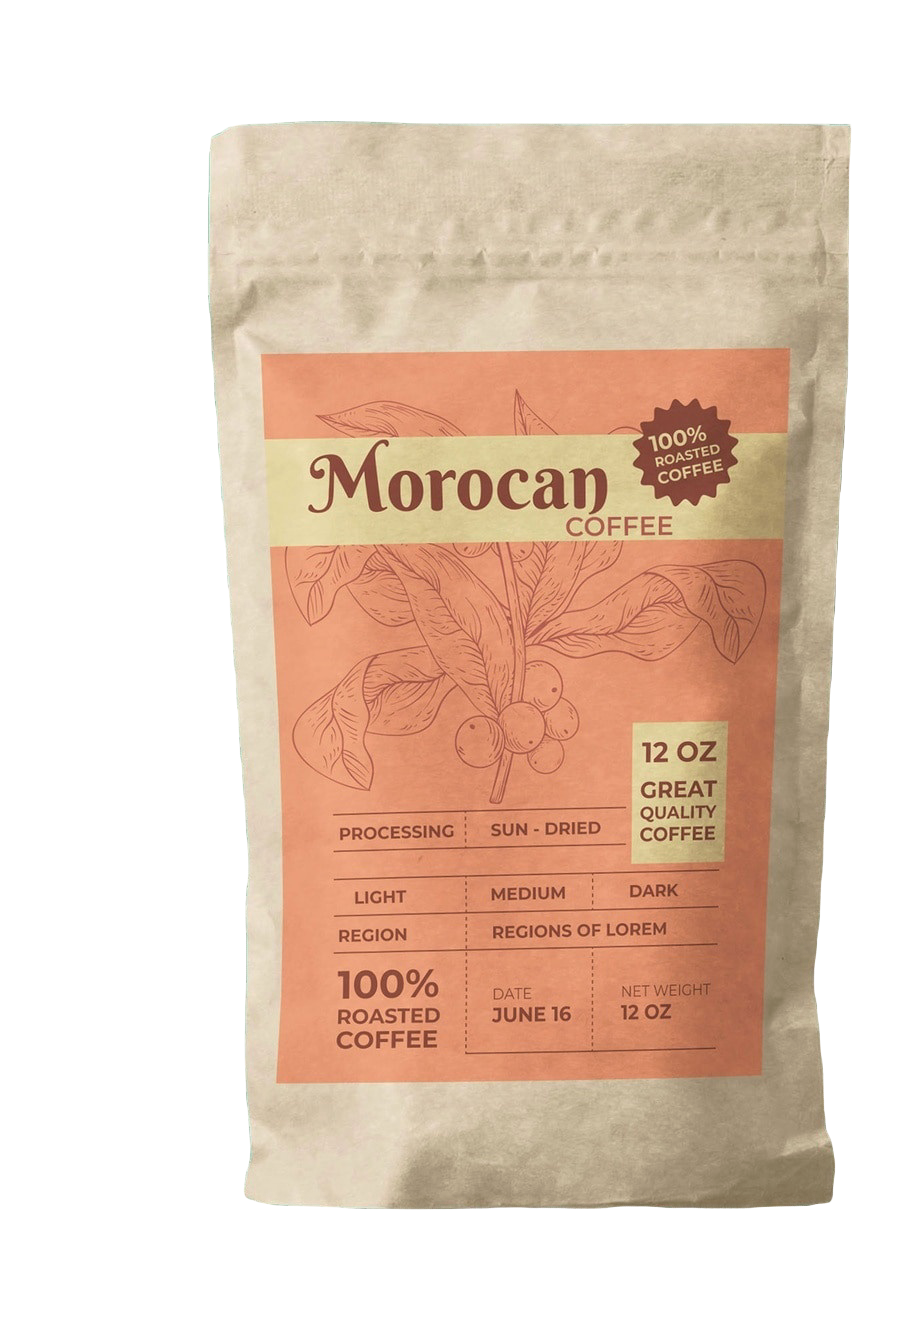 Morocan
COFFEE
100%
ROASTED
COFFEE
12 OZ
GREAT
QUALITY
COFFEE
PROCESSING SUN - DRIED
LIGHT MEDIUM DARK
REGION REGIONS OF LOREM
100%
ROASTED
COFFEE
DATE
JUNE 16
NET WEIGHT
12 OZ